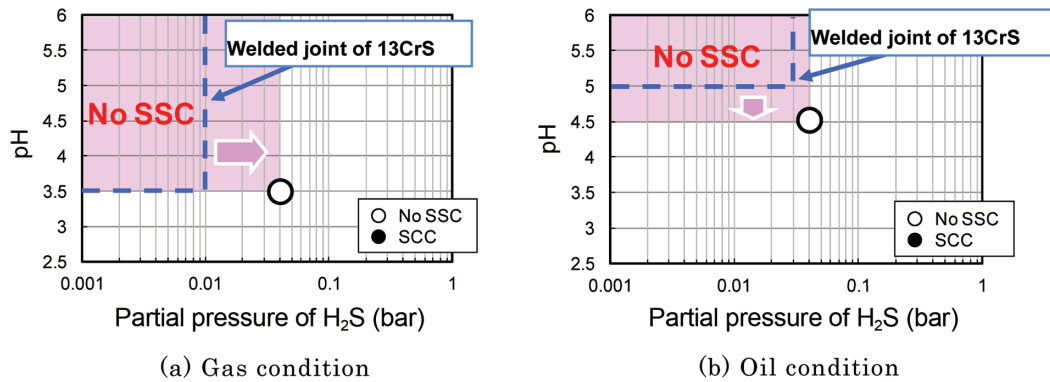 6
5.5
5
4.5
4
3.5
3
2.5
pH
Welded joint of 13CrS
No SSC
No SSC
SCC
0.001
0.01
0.1
1
Partial pressure of H₂S (bar)
(a) Gas condition
6
5.5
5
4.5
4
3.5
3
2.5
pH
Welded joint of 13CrS
No SSC
No SSC
SCC
0.001
0.01
0.1
1
Partial pressure of H₂S (bar)
(b) Oil condition